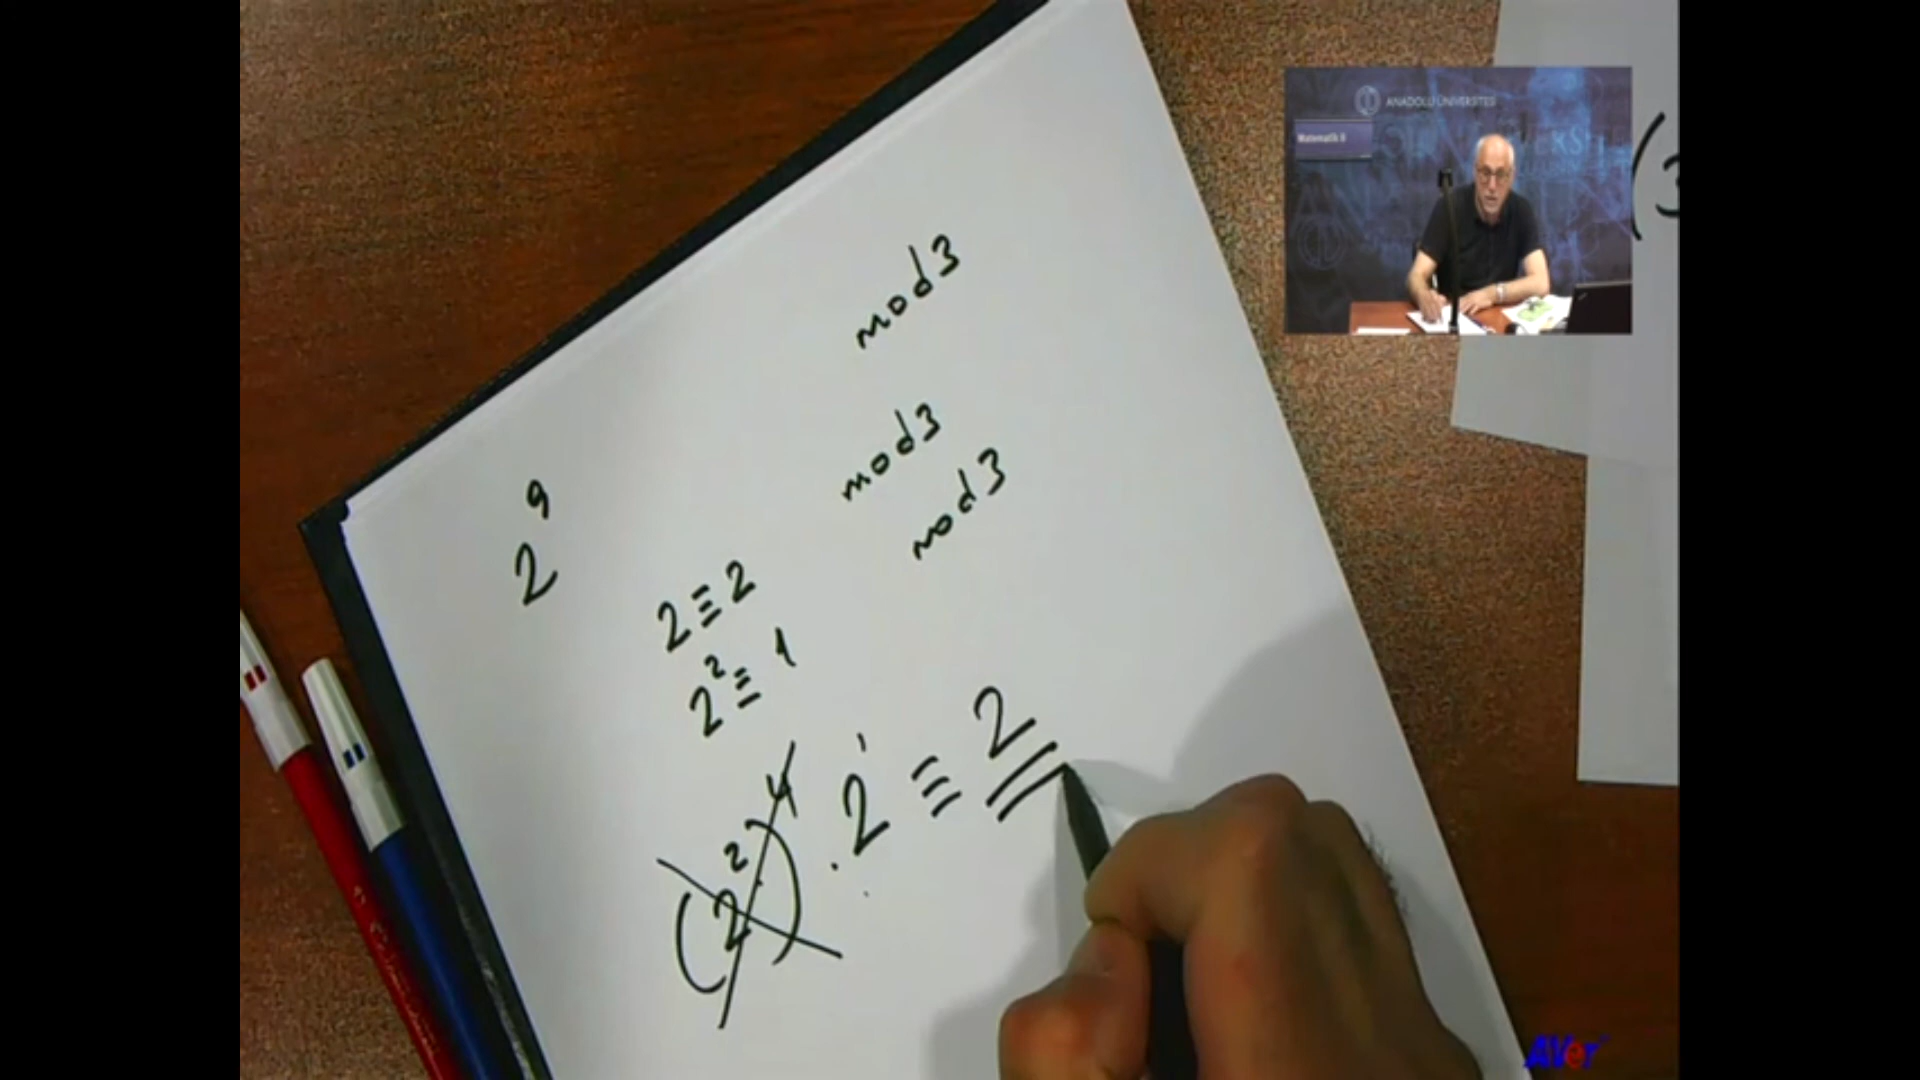 ANADOLU ÜNİVERSİTESİ
Matematik II
(3
mod3
2⁹ mod3
2≡2 mod3
2²≡1
(2²)⁴ . 2¹ ≡ 2
AVer